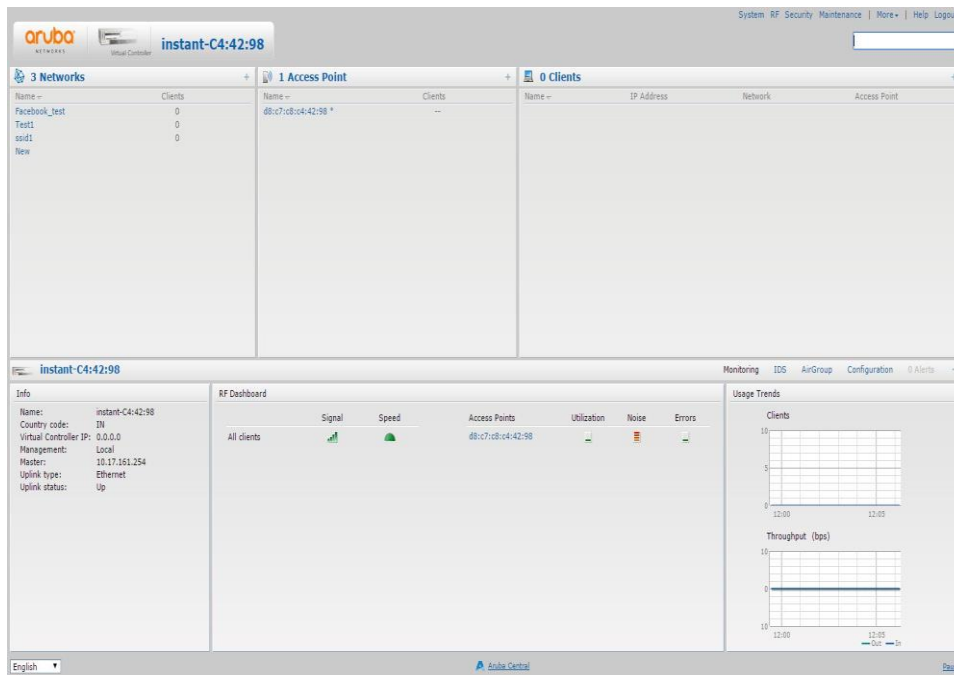 System RF Security Maintenance | More | Help Logou
aruba
NETWORKS
Virtual Controller
instant-C4:42:98
3 Networks +
Name Clients
Facebook_test 0
Test1 0
ssid1 0
New
1 Access Point +
Name Clients
d8:c7:c8:c4:42:98 * --
0 Clients
Name IP Address Network Access Point
instant-C4:42:98
Monitoring IDS AirGroup Configuration 0 Alerts
Info
Name: instant-C4:42:98
Country code: IN
Virtual Controller IP: 0.0.0.0
Management: Local
Master: 10.17.161.254
Uplink type: Ethernet
Uplink status: Up
RF Dashboard
Signal Speed Access Points Utilization Noise Errors
All clients d8:c7:c8:c4:42:98
Usage Trends
Clients
10
5
0
12:00 12:05
Throughput (bps)
10
0
10
12:00 12:05
Out In
English
Aruba Central
Pau